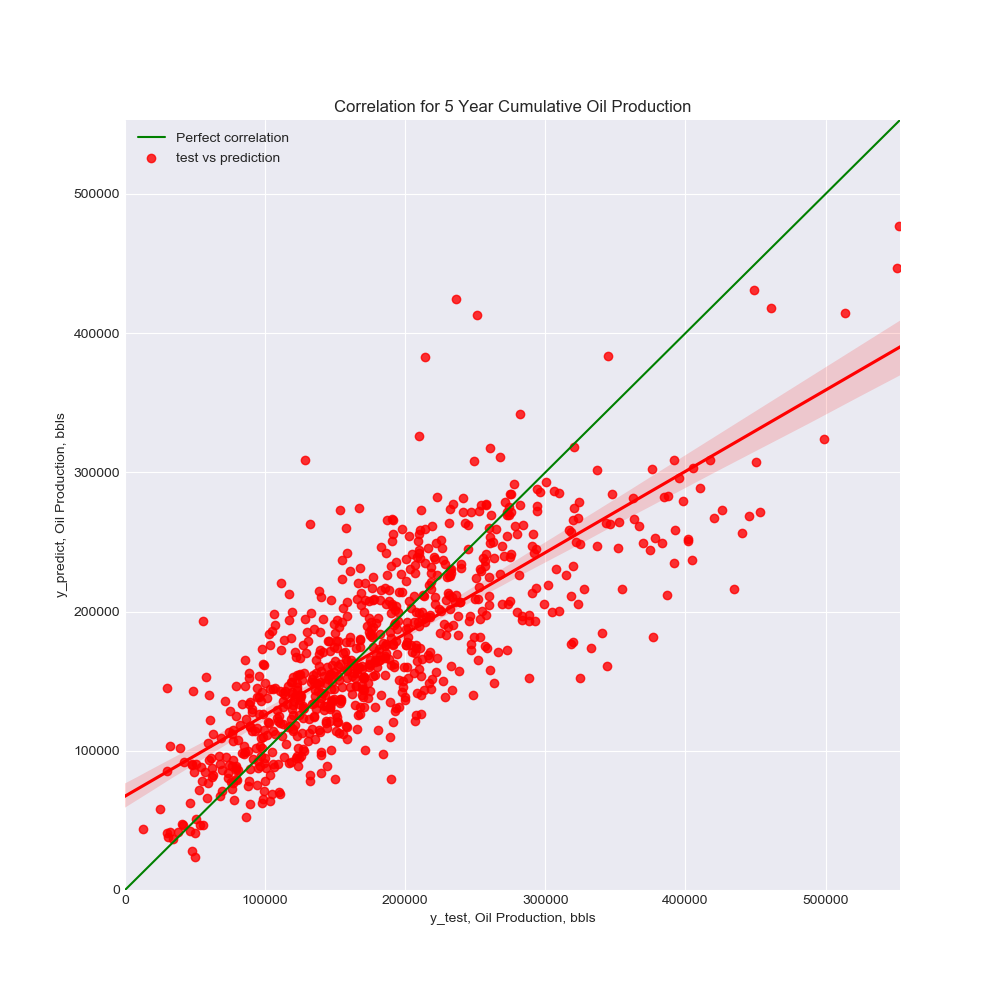 Correlation for 5 Year Cumulative Oil Production
Perfect correlation
test vs prediction
y_predict, Oil Production, bbls
500000
400000
300000
200000
100000
0
0 100000 200000 300000 400000 500000
y_test, Oil Production, bbls